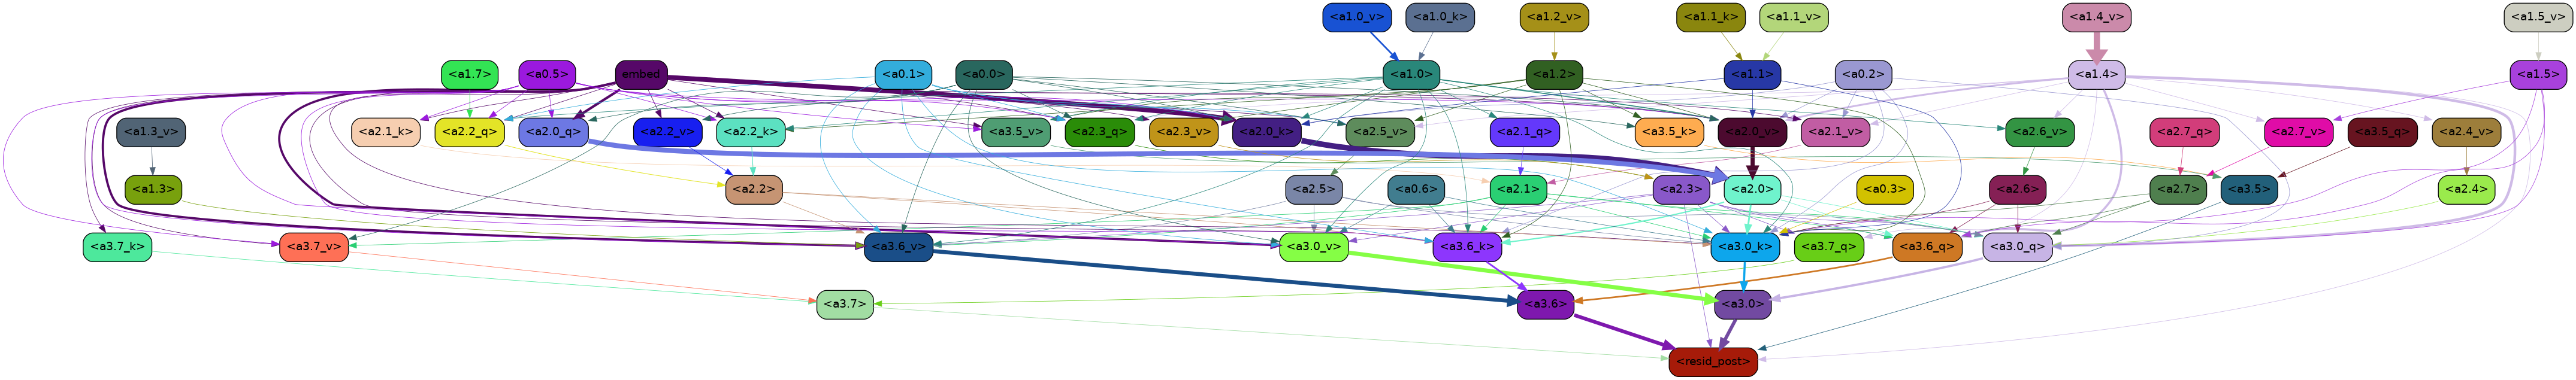 <a1.0_v> <a1.0_k> <a1.2_v> <a1.1_k> <a1.1_v> <a1.4_v> <a1.5_v>
<a1.7> <a0.5> embed <a0.1> <a0.0> <a1.0> <a1.2> <a1.1> <a0.2> <a1.4> <a1.5>
<a1.3_v> <a2.1_k> <a2.2_q> <a2.0_q> <a2.2_v> <a2.2_k> <a3.5_v> <a2.3_q> <a2.3_v> <a2.0_k> <a2.5_v> <a2.1_q> <a3.5_k> <a2.0_v> <a2.1_v> <a2.6_v> <a2.7_q> <a2.7_v> <a3.5_q> <a2.4_v>
<a1.3> <a2.2> <a2.5> <a0.6> <a2.1> <a2.3> <a2.0> <a0.3> <a2.6> <a2.7> <a3.5> <a2.4>
<a3.7_k> <a3.7_v> <a3.6_v> <a3.0_v> <a3.6_k> <a3.0_k> <a3.7_q> <a3.6_q> <a3.0_q>
<a3.7> <a3.6> <a3.0>
<resid_post>